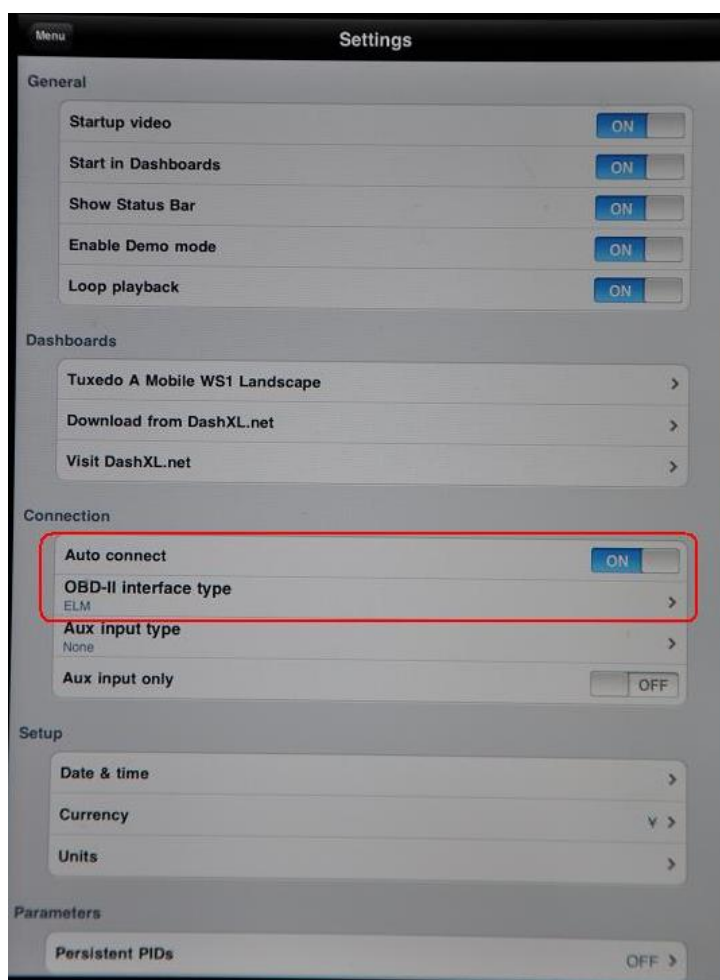 Menu
Settings
General
Startup video ON
Start in Dashboards ON
Show Status Bar ON
Enable Demo mode ON
Loop playback ON
Dashboards
Tuxedo A Mobile WS1 Landscape
Download from DashXL.net
Visit DashXL.net
Connection
Auto connect ON
OBD-II interface type
ELM
Aux input type
None
Aux input only OFF
Setup
Date & time
Currency ¥
Units
Parameters
Persistent PIDs OFF